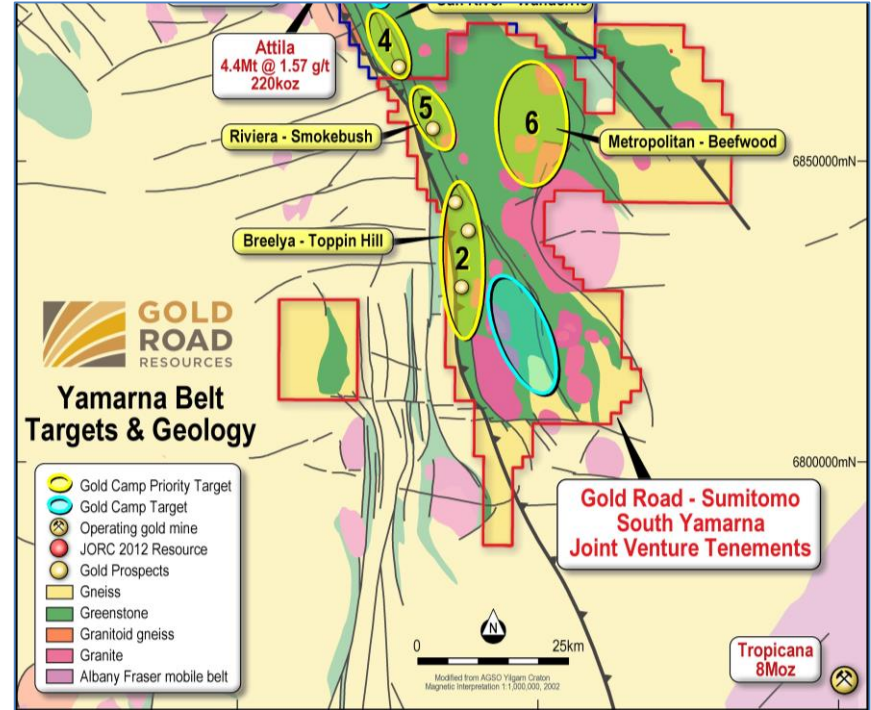 4
Attila
4.4Mt @ 1.57 g/t
220koz
5
6
Riviera - Smokebush
Metropolitan - Beefwood
6850000mN
Breelya - Toppin Hill
2
GOLD
ROAD
RESOURCES
Yamarna Belt
Targets & Geology
6800000mN
Gold Camp Priority Target
Gold Camp Target
Operating gold mine
JORC 2012 Resource
Gold Prospects
Gneiss
Greenstone
Granitoid gneiss
Granite
Albany Fraser mobile belt
Gold Road - Sumitomo
South Yamarna
Joint Venture Tenements
N
0 25km
Modified from AGSO Yilgarn Craton
Magnetic Interpretation 1:1,000,000, 2002
Tropicana
8Moz